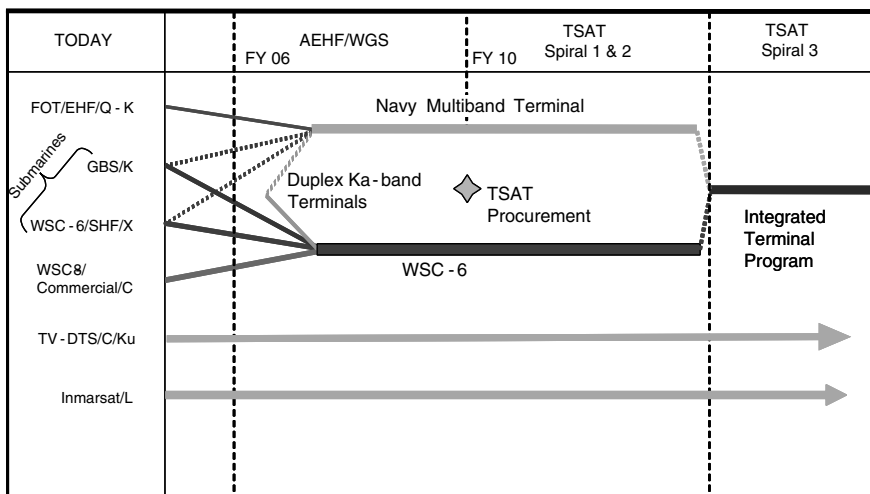 TODAY
AEHF/WGS
TSAT
Spiral 1 & 2
TSAT
Spiral 3
FY 06
FY 10
FOT/EHF/Q - K
Navy Multiband Terminal
Submarines
GBS/K
Duplex Ka-band
Terminals
TSAT
Procurement
WSC - 6/SHF/X
Integrated
Terminal
Program
WSC-6
WSC8/
Commercial/C
TV - DTS/C/Ku
Inmarsat/L